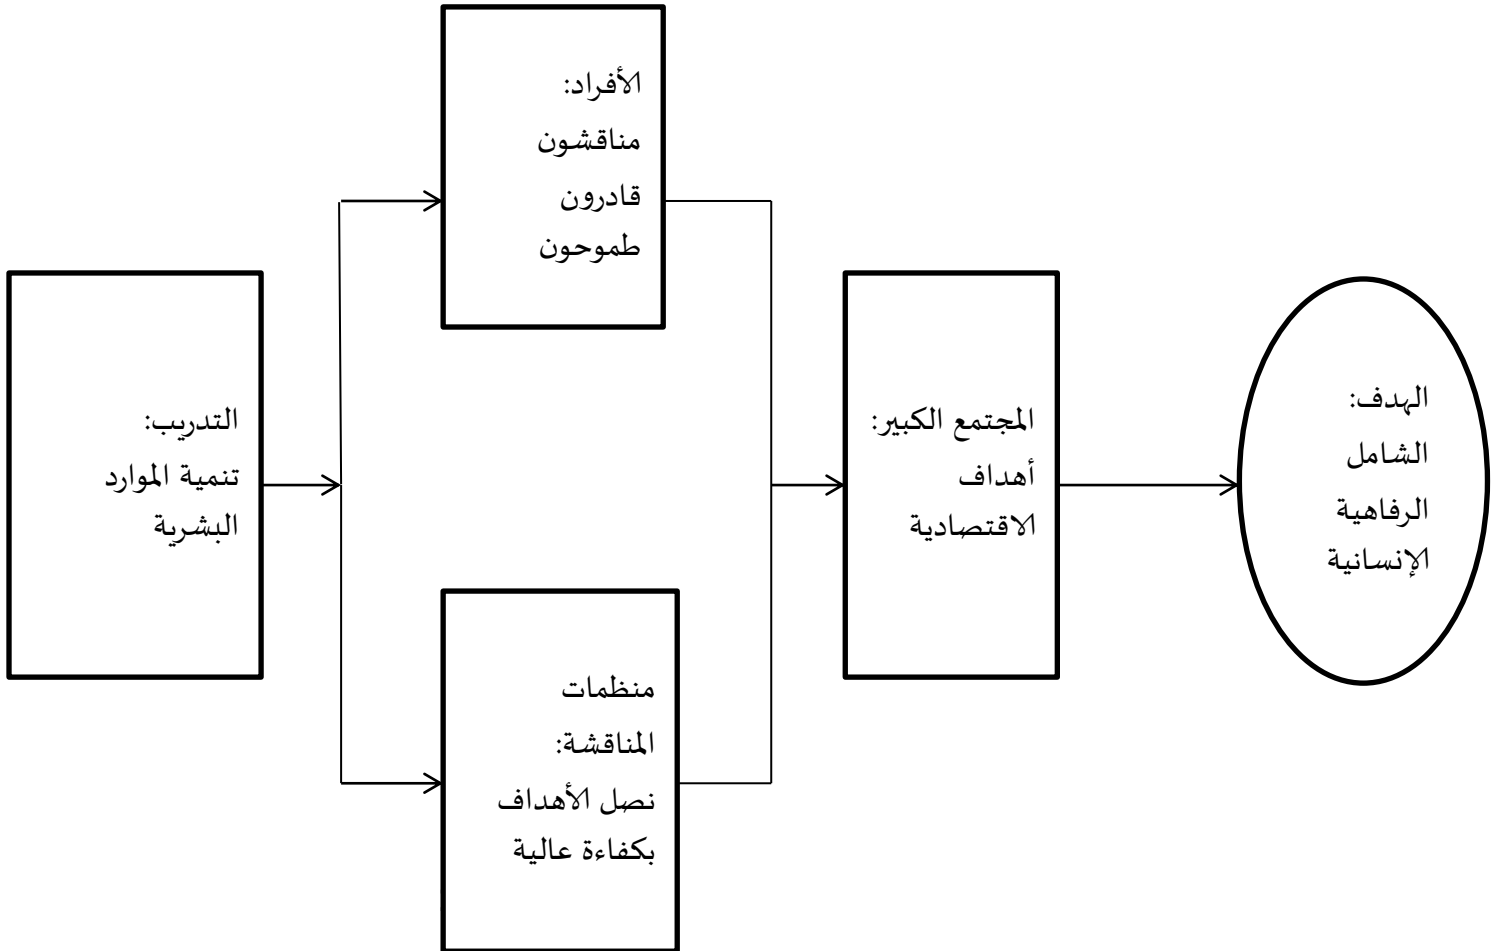 التدريب:
تنمية الموارد
البشرية
الأفراد:
مناقشون
قادرون
طموحون
منظمات
المناقشة:
نصل الأهداف
بكفاءة عالية
المجتمع الكبير:
أهداف
الاقتصادية
الهدف:
الشامل
الرفاهية
الإنسانية